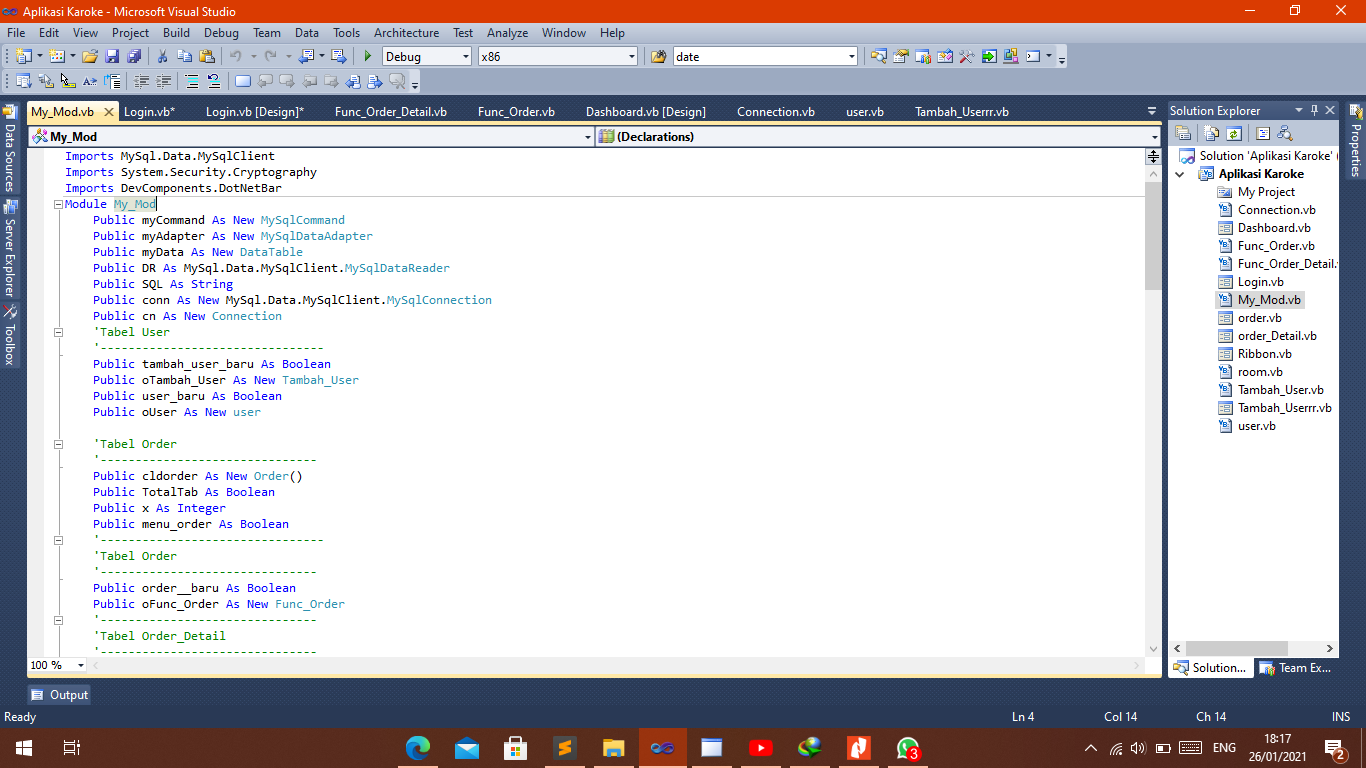 Aplikasi Karoke - Microsoft Visual Studio
File Edit View Project Build Debug Team Data Tools Architecture Test Analyze Window Help
Debug x86 date
My_Mod.vb Login.vb* Login.vb [Design]* Func_Order_Detail.vb Func_Order.vb Dashboard.vb [Design] Connection.vb user.vb Tambah_Userrr.vb
My_Mod (Declarations)
Imports MySql.Data.MySqlClient
Imports System.Security.Cryptography
Imports DevComponents.DotNetBar
Module My_Mod
Public myCommand As New MySqlCommand
Public myAdapter As New MySqlDataAdapter
Public myData As New DataTable
Public DR As MySql.Data.MySqlClient.MySqlDataReader
Public SQL As String
Public conn As New MySql.Data.MySqlClient.MySqlConnection
Public cn As New Connection
'Tabel User
'--------------------------------
Public tambah_user_baru As Boolean
Public oTambah_User As New Tambah_User
Public user_baru As Boolean
Public oUser As New user
'Tabel Order
'-------------------------------
Public cldorder As New Order()
Public TotalTab As Boolean
Public x As Integer
Public menu_order As Boolean
'--------------------------------
'Tabel Order
'-------------------------------
Public order__baru As Boolean
Public oFunc_Order As New Func_Order
'-------------------------------
'Tabel Order_Detail
'-------------------------------
100 %
Data Sources
Server Explorer
Toolbox
Solution Explorer
Solution 'Aplikasi Karoke' (
Aplikasi Karoke
My Project
Connection.vb
Dashboard.vb
Func_Order.vb
Func_Order_Detail.
Login.vb
My_Mod.vb
order.vb
order_Detail.vb
Ribbon.vb
room.vb
Tambah_User.vb
Tambah_Userrr.vb
user.vb
Solution... Team Ex...
Properties
Output
Ready Ln 4 Col 14 Ch 14 INS
3 ENG 18:17 2
26/01/2021